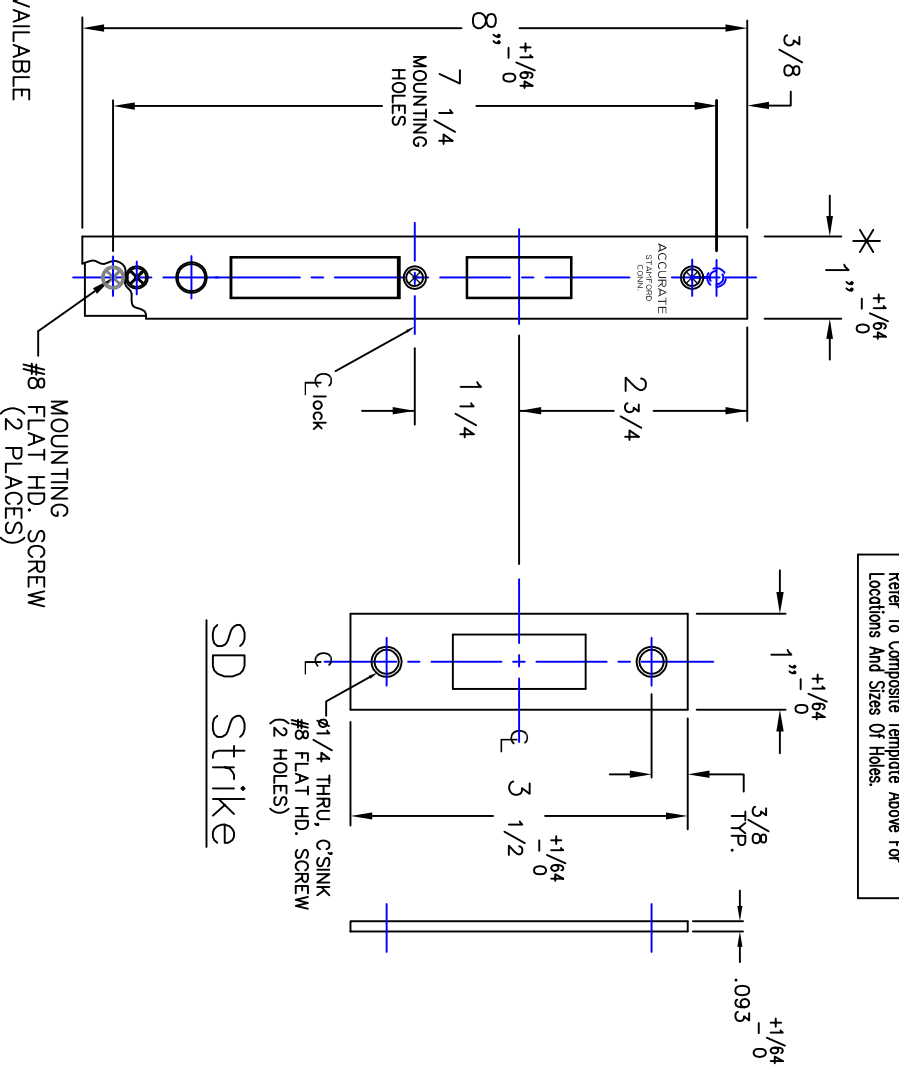 Refer To Composite Template Above For
Locations And Sizes Of Holes.
3/8
* 1" +1/64 -0
8" +1/64 -0
7 1/4
MOUNTING
HOLES
ACCURATE
STAMFORD
CONN.
2 3/4
1 1/4
CL lock
MOUNTING
#8 FLAT HD. SCREW
(2 PLACES)
1" +1/64 -0
3/8
TYP.
3 1/2 +1/64 -0
CL
CL
ø1/4 THRU, C'SINK
#8 FLAT HD. SCREW
(2 HOLES)
.093 +1/64 -0
SD Strike